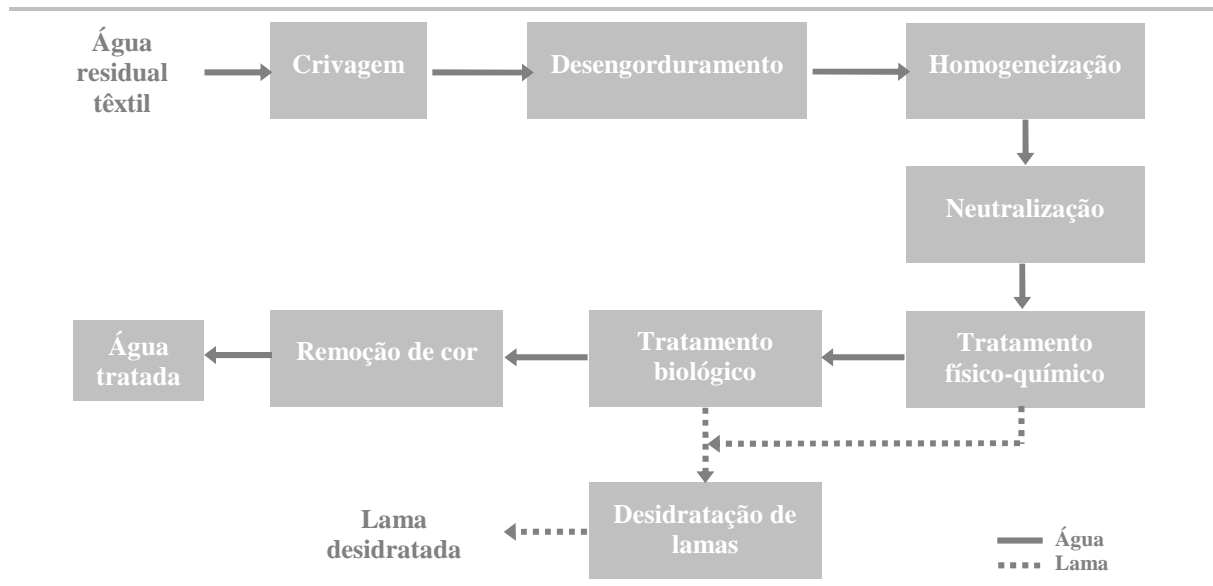 Água
residual
têxtil
Crivagem
Desengorduramento
Homogeneização
Neutralização
Tratamento
físico-químico
Tratamento
biológico
Remoção de cor
Água
tratada
Desidratação de
lamas
Lama
desidratada
Água
Lama